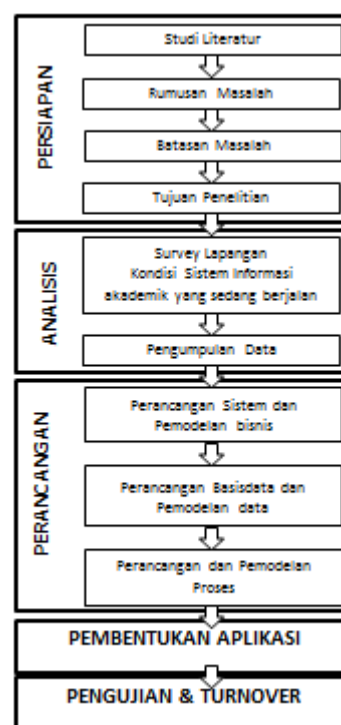 PERSIAPAN
Studi Literatur
Rumusan Masalah
Batasan Masalah
Tujuan Penelitian
ANALISIS
Survey Lapangan
Kondisi Sistem Informasi
akademik yang sedang berjalan
Pengumpulan Data
PERANCANGAN
Perancangan Sistem dan
Pemodelan bisnis
Perancangan Basisdata dan
Pemodelan data
Perancangan dan Pemodelan
Proses
PEMBENTUKAN APLIKASI
PENGUJIAN & TURNOVER